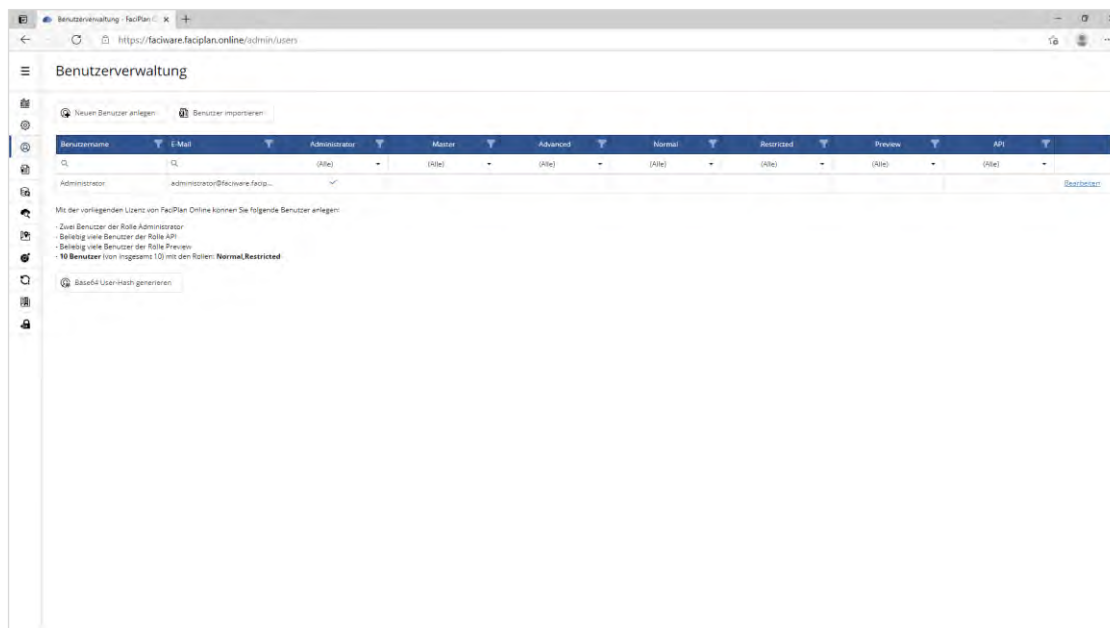 Benutzerverwaltung - FaciPlan
https://faciware.faciplan.online/admin/users
Benutzerverwaltung
Neuen Benutzer anlegen Benutzer importieren
Benutzername E-Mail Administrator Master Advanced Normal Restricted Preview API
(Alle) (Alle) (Alle) (Alle) (Alle) (Alle) (Alle)
Administrator administrator@faciware.facip... Bearbeiten
Mit der vorliegenden Lizenz von FaciPlan Online können Sie folgende Benutzer anlegen:
- Zwei Benutzer der Rolle Administrator
- Beliebig viele Benutzer der Rolle API
- Beliebig viele Benutzer der Rolle Preview
- 10 Benutzer (von insgesamt 10) mit den Rollen: Normal,Restricted
Base64 User-Hash generieren